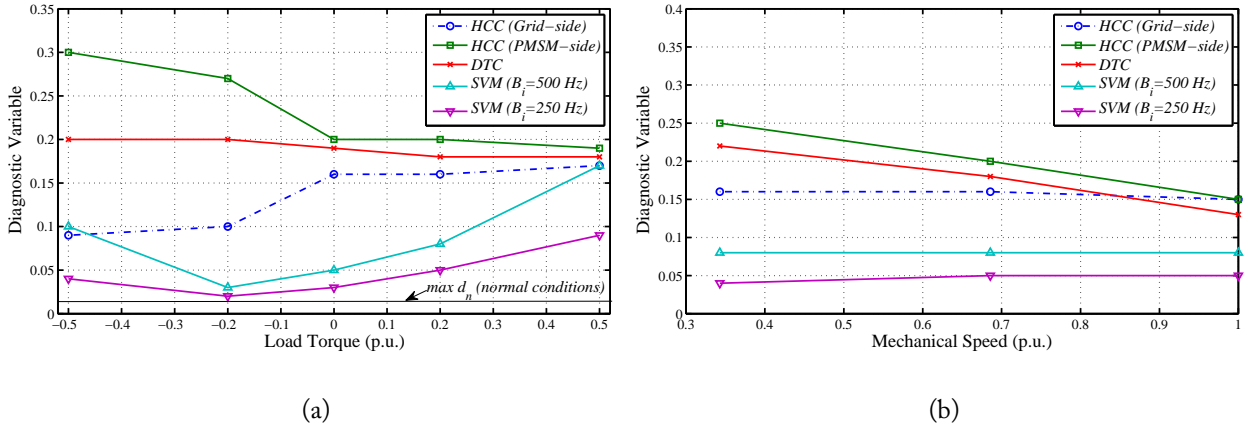 0.35
0.3
0.25
0.2
0.15
0.1
0.05
0
Diagnostic Variable
HCC (Grid−side)
HCC (PMSM−side)
DTC
SVM (B_i=500 Hz)
SVM (B_i=250 Hz)
max d_n (normal conditions)
−0.5 −0.4 −0.3 −0.2 −0.1 0 0.1 0.2 0.3 0.4 0.5
Load Torque (p.u.)
(a)
0.4
0.35
0.3
0.25
0.2
0.15
0.1
0.05
0
Diagnostic Variable
HCC (Grid−side)
HCC (PMSM−side)
DTC
SVM (B_i=500 Hz)
SVM (B_i=250 Hz)
0.3 0.4 0.5 0.6 0.7 0.8 0.9 1
Mechanical Speed (p.u.)
(b)